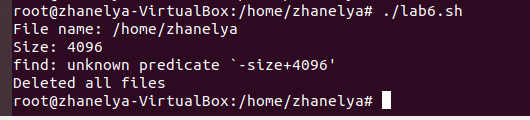 root@zhanelya-VirtualBox:/home/zhanelya# ./lab6.sh
File name: /home/zhanelya
Size: 4096
find: unknown predicate `-size+4096'
Deleted all files
root@zhanelya-VirtualBox:/home/zhanelya#